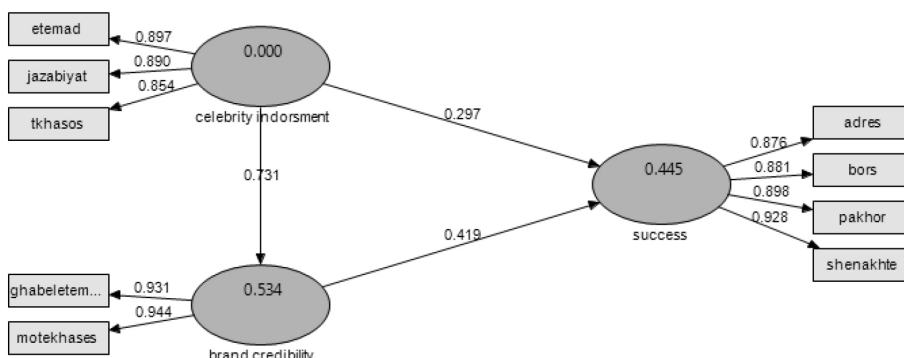 etemad
0.897
0.000
jazabiyat
0.890
0.854
tkhasos
celebrity indorsment
0.297
adres
0.876
bors
0.881
0.445
0.898
pakhor
0.731
0.928
success
0.419
shenakhte
ghabeletem...
0.931
0.534
motekhases
0.944
brand credibility